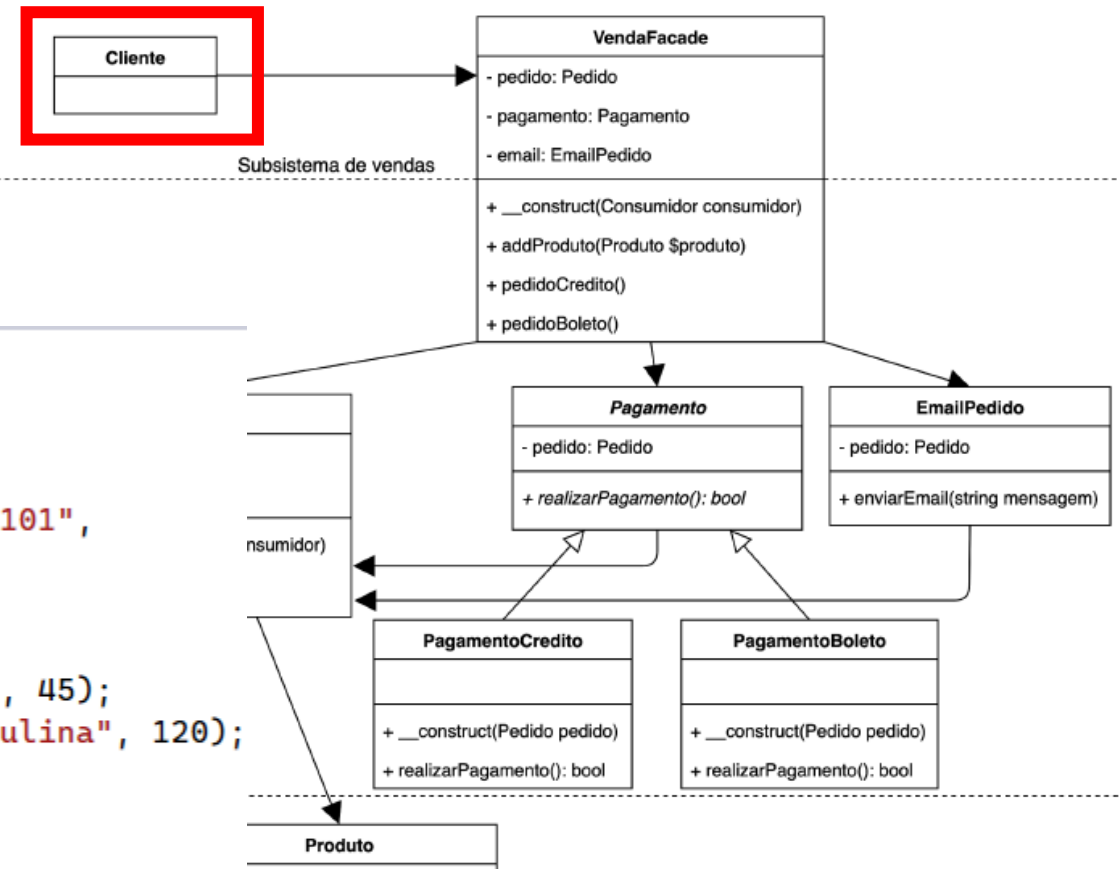 Cliente
VendaFacade
- pedido: Pedido
- pagamento: Pagamento
- email: EmailPedido
Subsistema de vendas
+ __construct(Consumidor consumidor)
+ addProduto(Produto $produto)
+ pedidoCredito()
+ pedidoBoleto()
Pagamento
- pedido: Pedido
+ realizarPagamento(): bool
EmailPedido
- pedido: Pedido
+ enviarEmail(string mensagem)
101",
nsumidor)
, 45);
ulina", 120);
PagamentoCredito
+ __construct(Pedido pedido)
+ realizarPagamento(): bool
PagamentoBoleto
+ __construct(Pedido pedido)
+ realizarPagamento(): bool
Produto